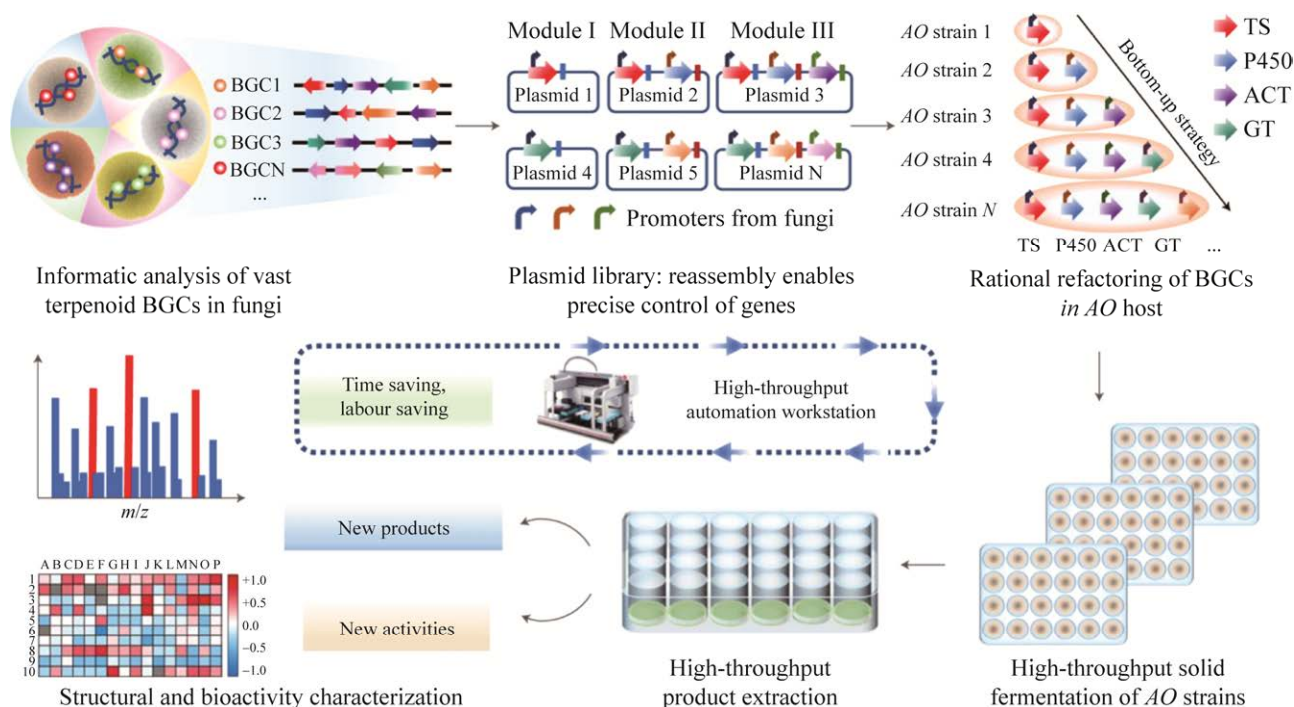 Module I Module II Module III
BGC1
BGC2
BGC3
BGCN
...
Plasmid 1 Plasmid 2 Plasmid 3
Plasmid 4 Plasmid 5 Plasmid N
Promoters from fungi
AO strain 1
AO strain 2
AO strain 3
AO strain 4
AO strain N
TS P450 ACT GT ...
Bottom-up strategy
TS
P450
ACT
GT
Informatic analysis of vast
terpenoid BGCs in fungi
Plasmid library: reassembly enables
precise control of genes
Rational refactoring of BGCs
in AO host
Time saving,
labour saving
High-throughput
automation workstation
m/z
New products
New activities
A B C D E F G H I J K L M N O P
1
2
3
4
5
6
7
8
9
10
+1.0
+0.5
0.0
−0.5
−1.0
Structural and bioactivity characterization
High-throughput
product extraction
High-throughput solid
fermentation of AO strains